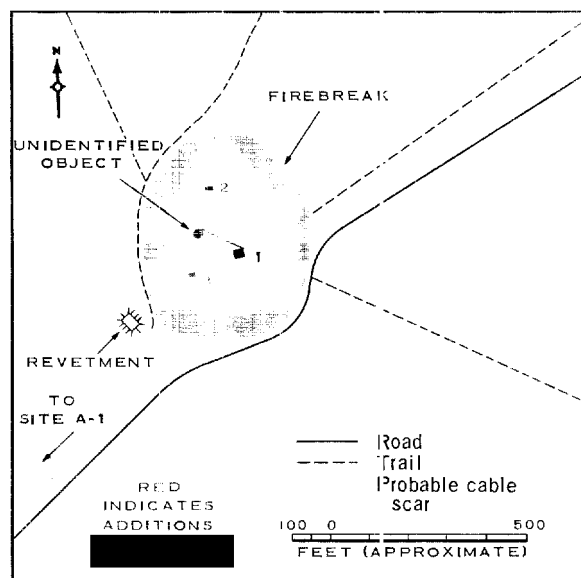 N
FIREBREAK
UNIDENTIFIED
OBJECT
2
1
REVETMENT
TO
SITE A-1
Road
Trail
Probable cable
scar
RED
INDICATES
ADDITIONS
100 0 500
FEET (APPROXIMATE)